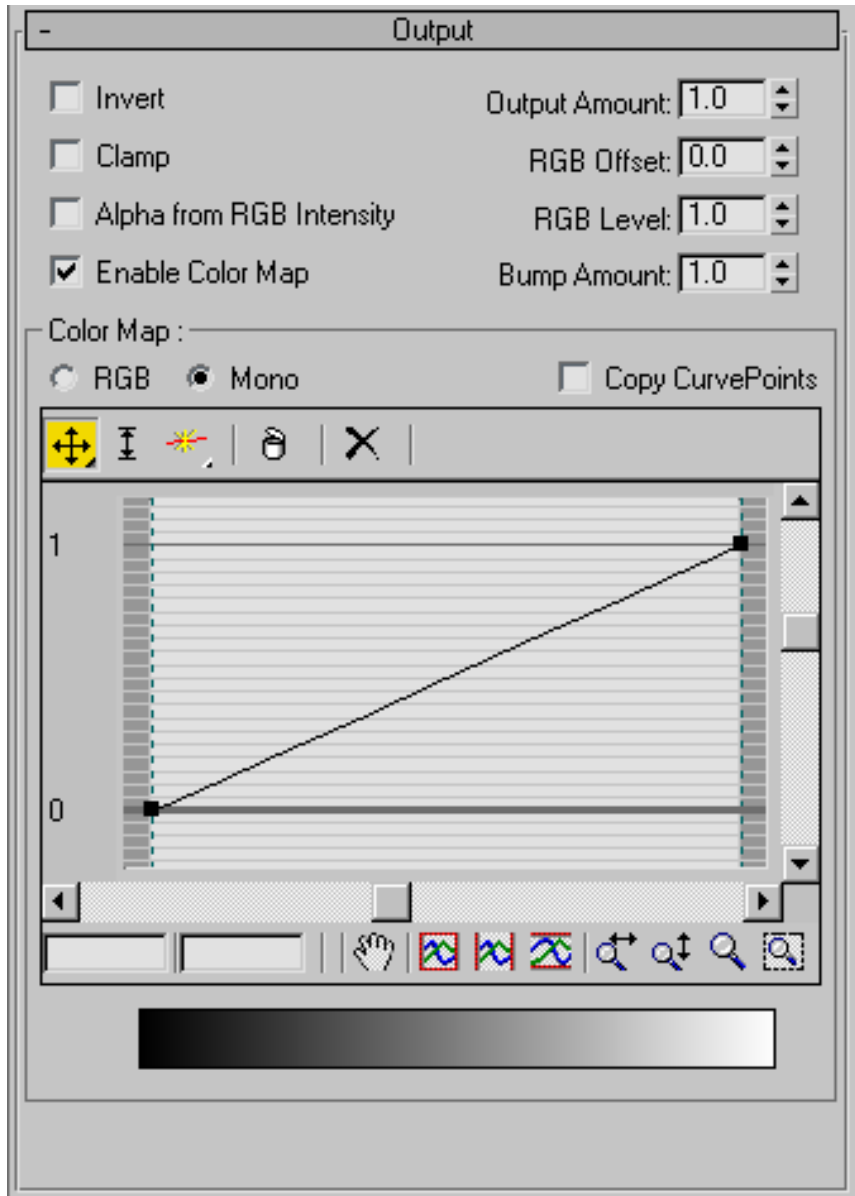 - Output
Invert Output Amount: 1.0
Clamp RGB Offset: 0.0
Alpha from RGB Intensity RGB Level: 1.0
Enable Color Map Bump Amount: 1.0
Color Map :
RGB Mono Copy CurvePoints
1
0